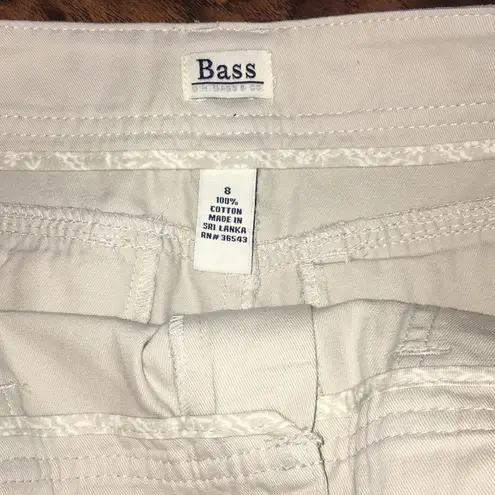 Bass
G.H. BASS & CO.
8
100%
COTTON
MADE IN
SRI LANKA
RN# 36543